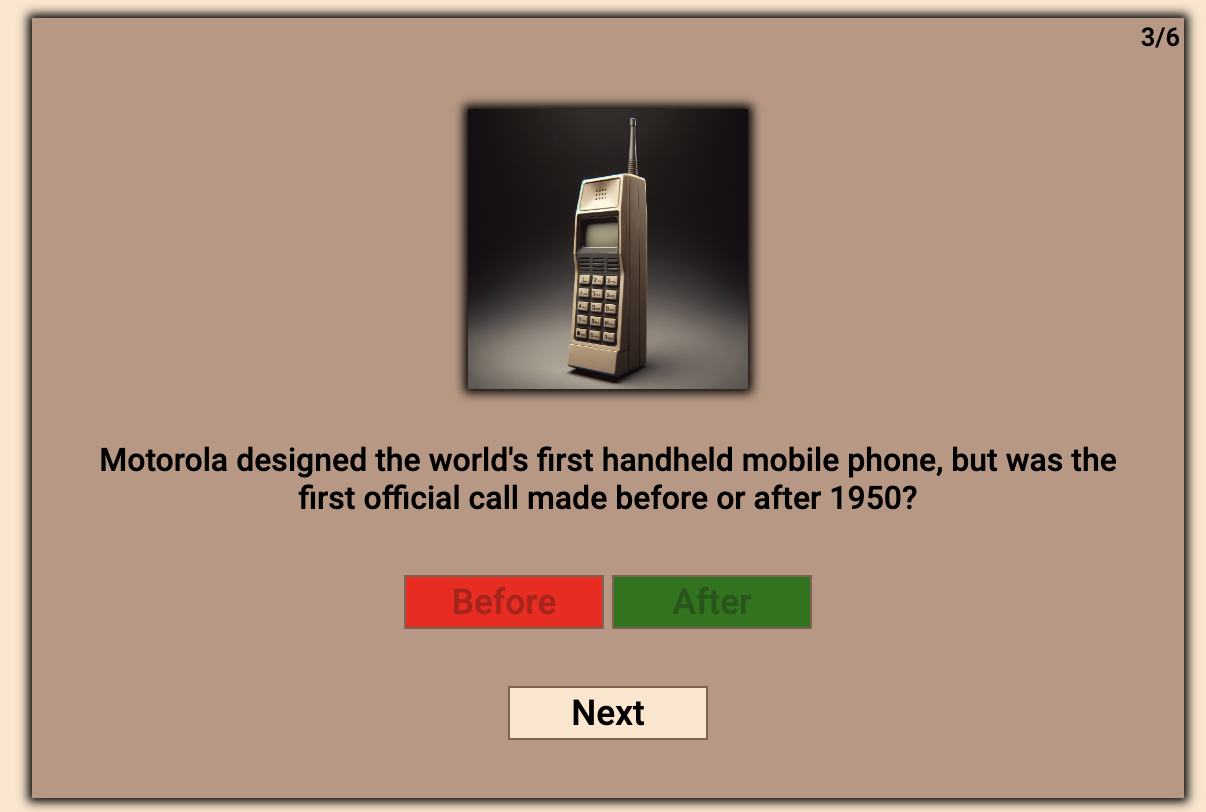 3/6
Motorola designed the world's first handheld mobile phone, but was the
first official call made before or after 1950?
Before After
Next